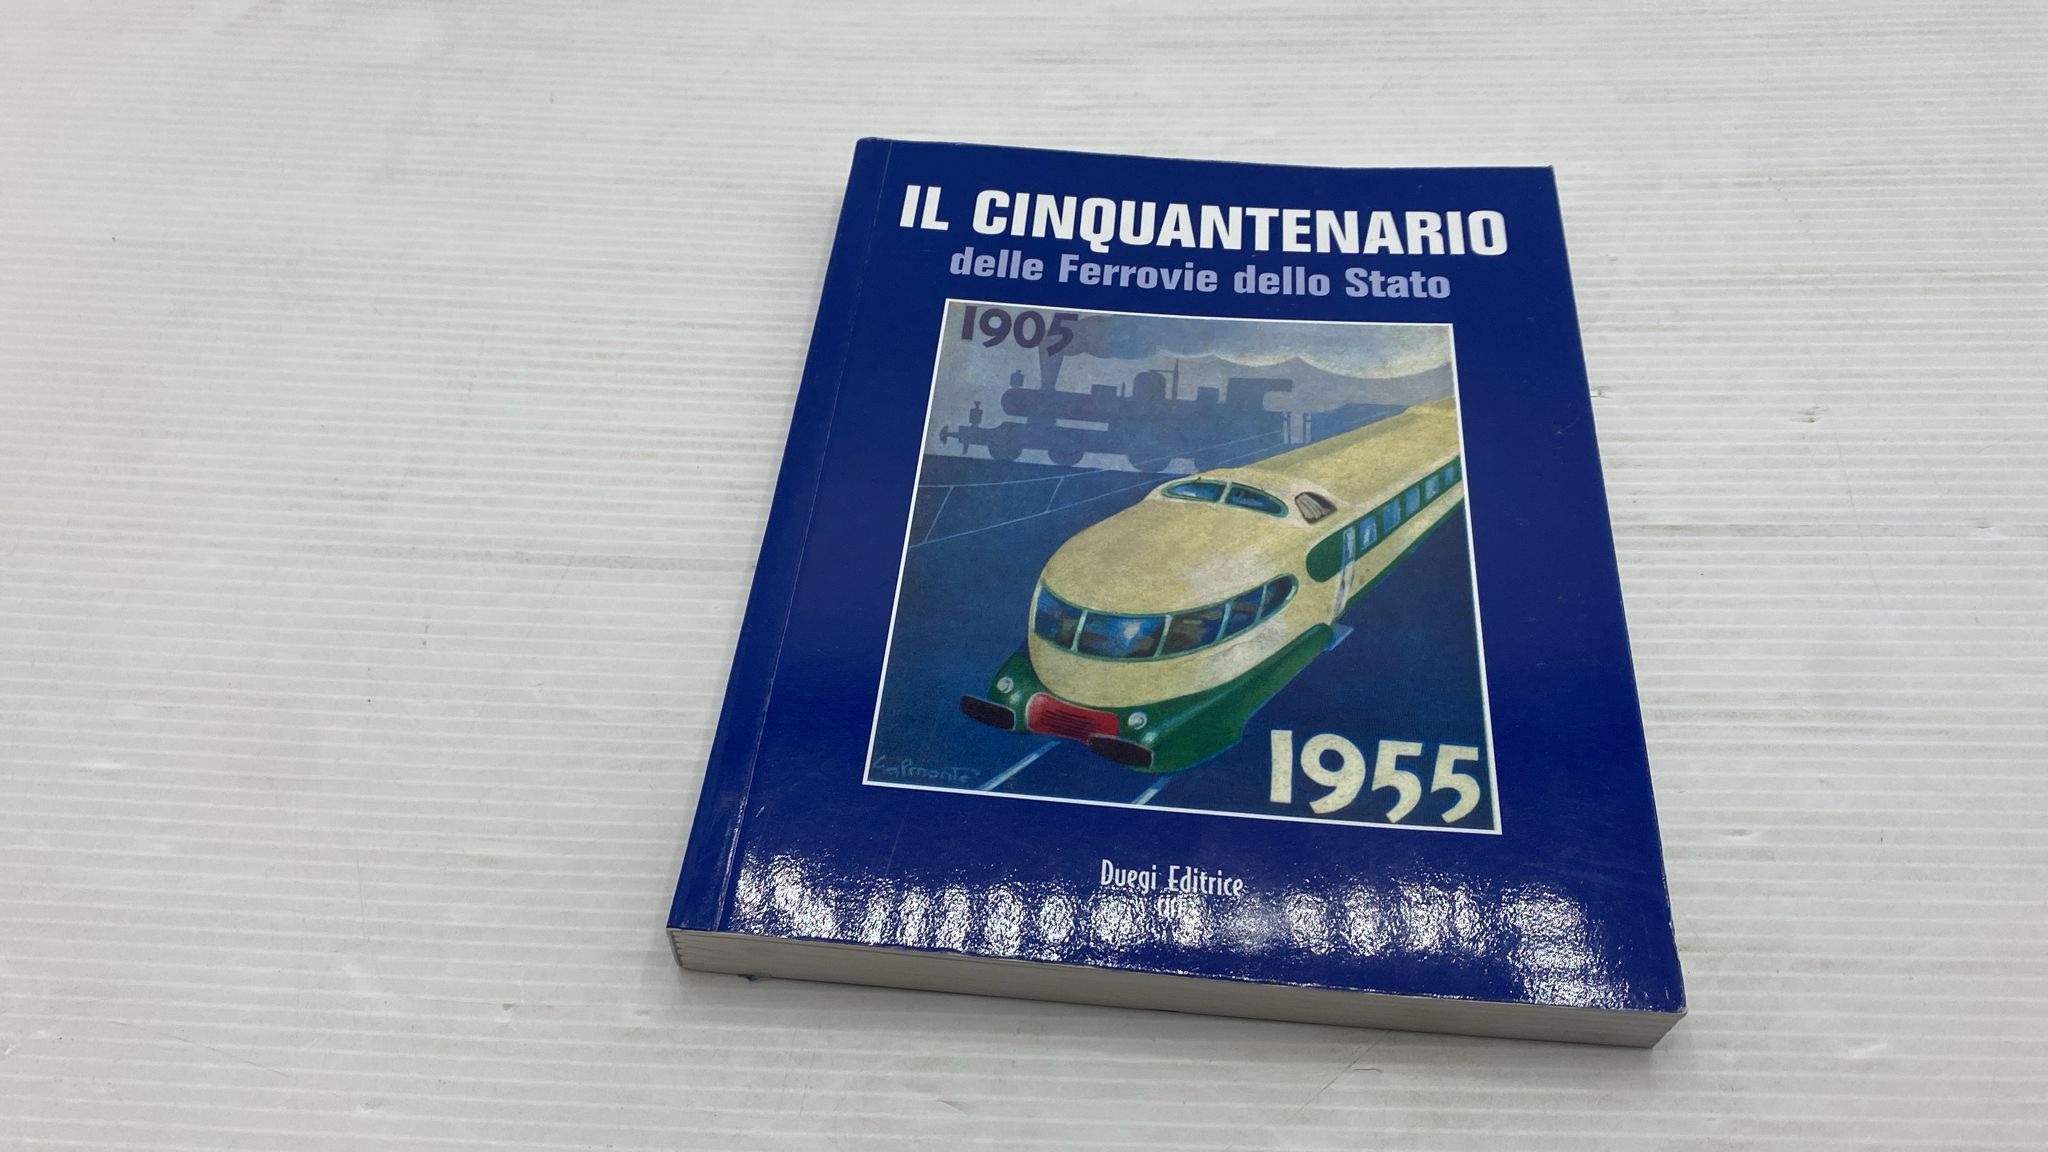 IL CINQUANTENARIO
delle Ferrovie dello Stato
1905
1955
Duegi Editrice